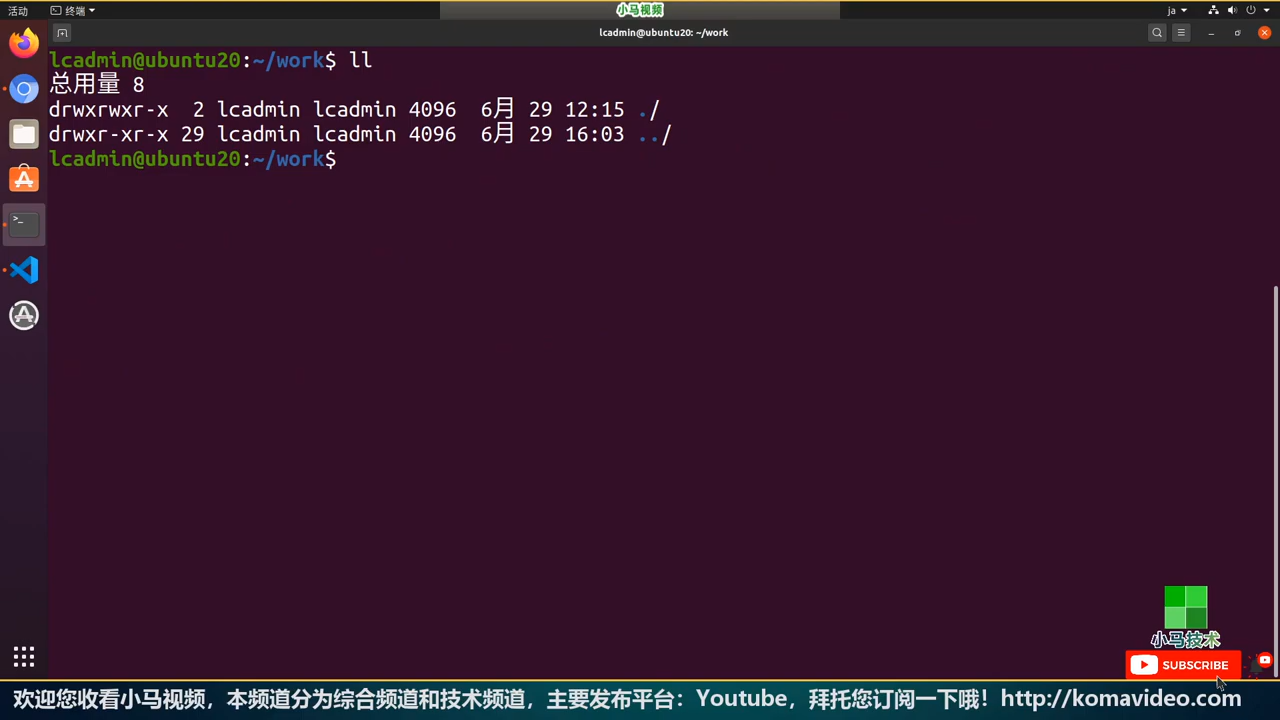 活动 终端 小马视频 ja
lcadmin@ubuntu20: ~/work
lcadmin@ubuntu20:~/work$ ll
总用量 8
drwxrwxr-x  2 lcadmin lcadmin 4096  6月 29 12:15 ./
drwxr-xr-x 29 lcadmin lcadmin 4096  6月 29 16:03 ../
lcadmin@ubuntu20:~/work$
小马技术
SUBSCRIBE
欢迎您收看小马视频，本频道分为综合频道和技术频道，主要发布平台：Youtube，拜托您订阅一下哦！http://komavideo.com